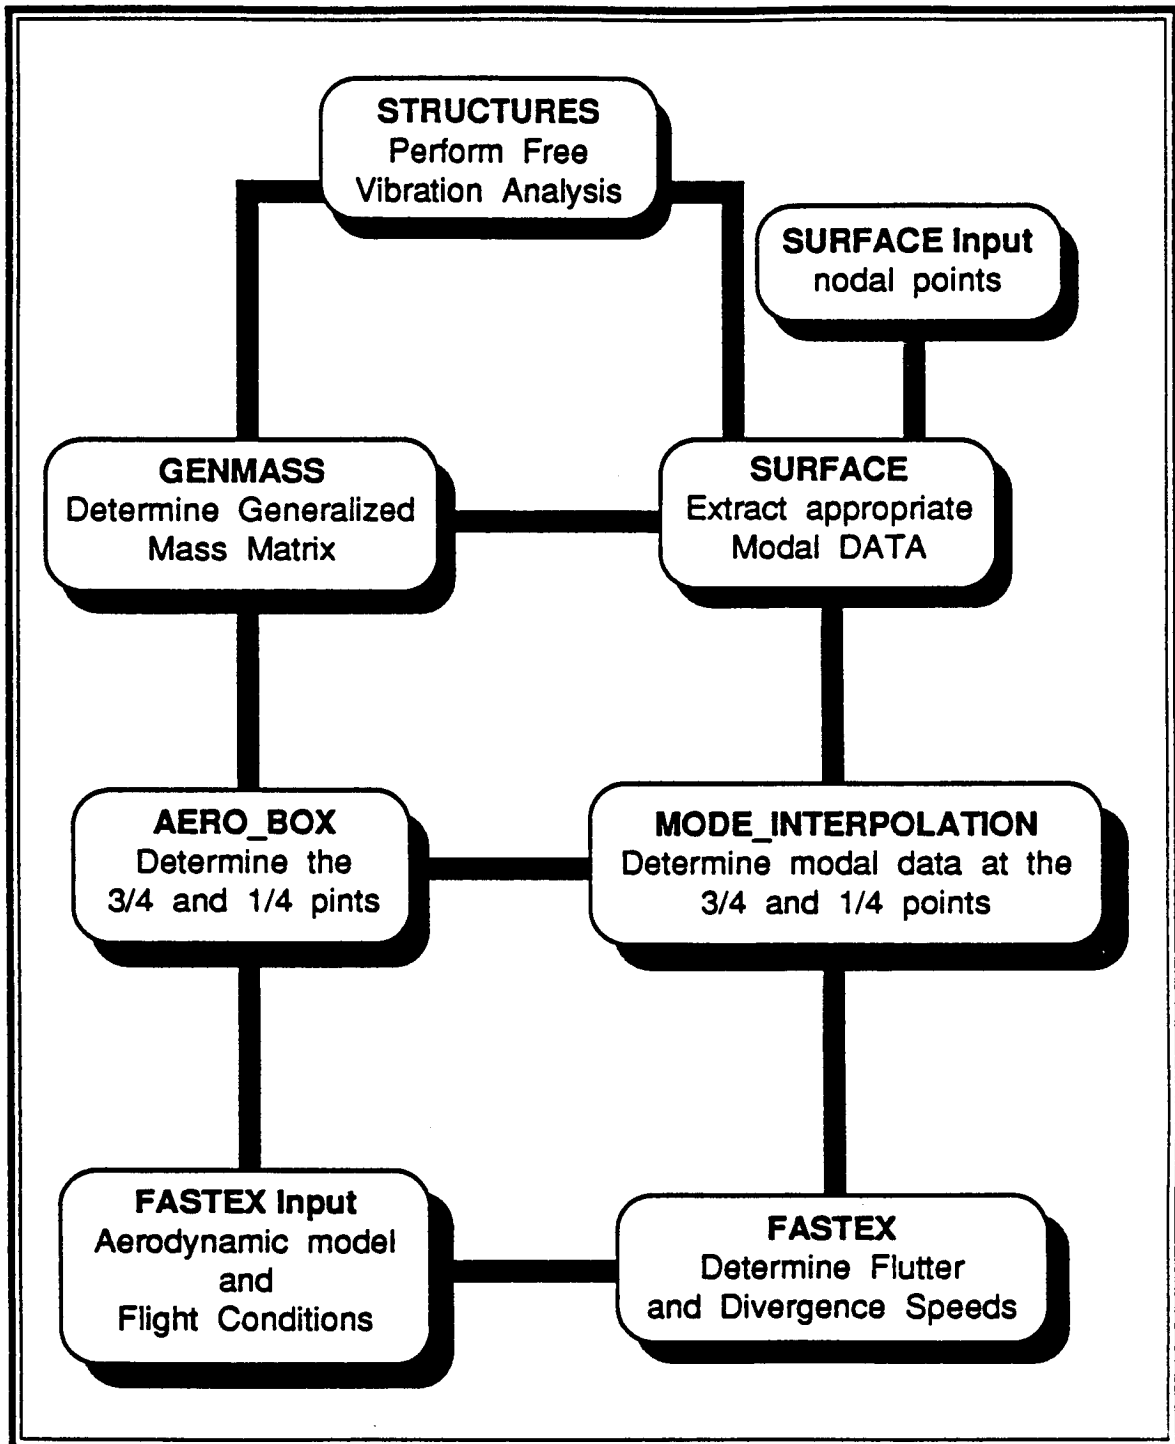 STRUCTURES
Perform Free
Vibration Analysis
SURFACE Input
nodal points
GENMASS
Determine Generalized
Mass Matrix
SURFACE
Extract appropriate
Modal DATA
AERO_BOX
Determine the
3/4 and 1/4 pints
MODE_INTERPOLATION
Determine modal data at the
3/4 and 1/4 points
FASTEX Input
Aerodynamic model
and
Flight Conditions
FASTEX
Determine Flutter
and Divergence Speeds